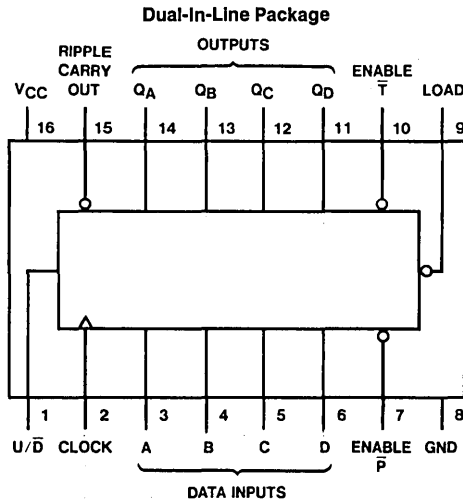 Dual-In-Line Package
OUTPUTS
RIPPLE
CARRY
OUT
ENABLE
T̅
VCC
QA
QB
QC
QD
LOAD
16
15
14
13
12
11
10
9
1
2
3
4
5
6
7
8
U/D̅
CLOCK
A
B
C
D
ENABLE
P̅
GND
DATA INPUTS